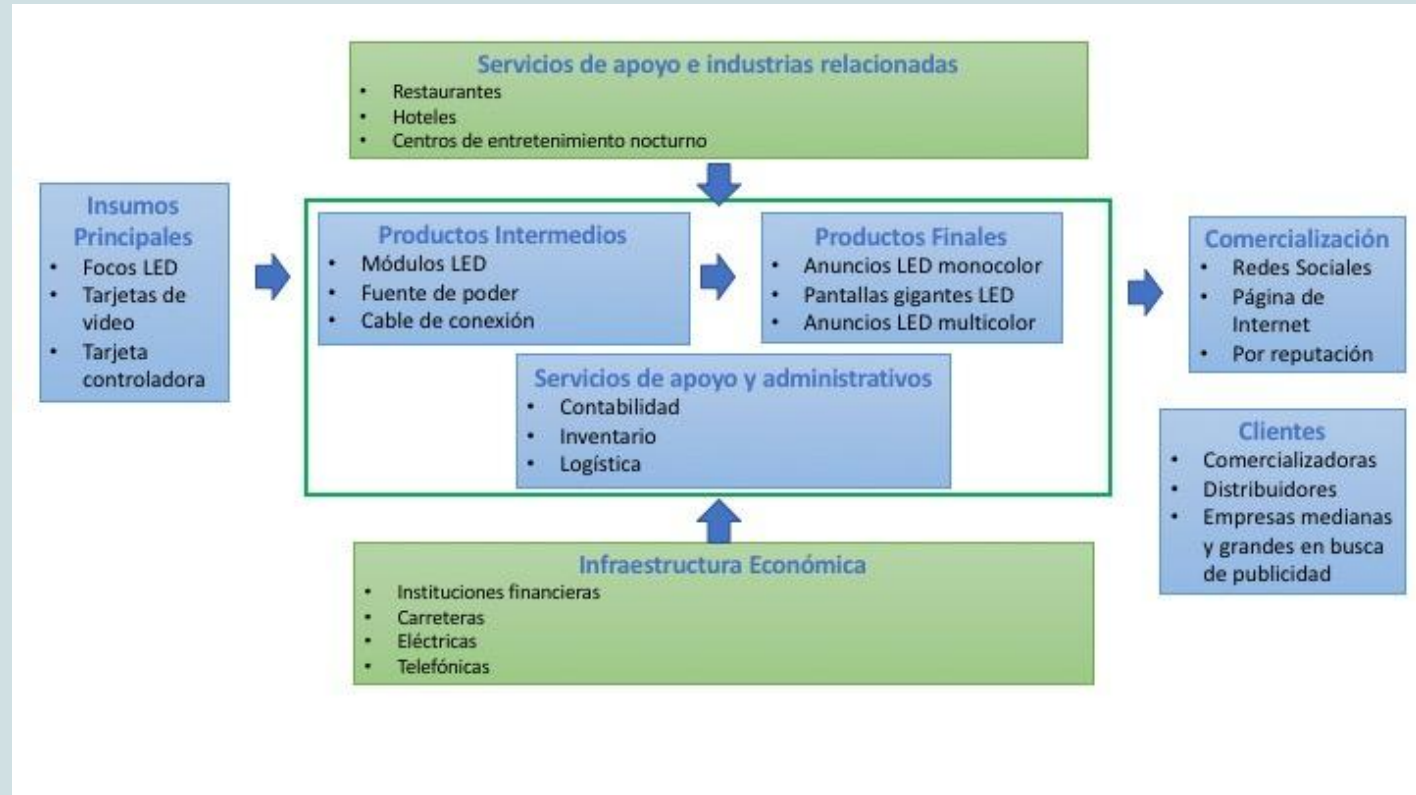 Servicios de apoyo e industrias relacionadas
• Restaurantes
• Hoteles
• Centros de entretenimiento nocturno
Insumos
Principales
• Focos LED
• Tarjetas de
video
• Tarjeta
controladora
Productos Intermedios
• Módulos LED
• Fuente de poder
• Cable de conexión
Productos Finales
• Anuncios LED monocolor
• Pantallas gigantes LED
• Anuncios LED multicolor
Servicios de apoyo y administrativos
• Contabilidad
• Inventario
• Logística
Comercialización
• Redes Sociales
• Página de
Internet
• Por reputación
Clientes
• Comercializadoras
• Distribuidores
• Empresas medianas
y grandes en busca
de publicidad
Infraestructura Económica
• Instituciones financieras
• Carreteras
• Eléctricas
• Telefónicas